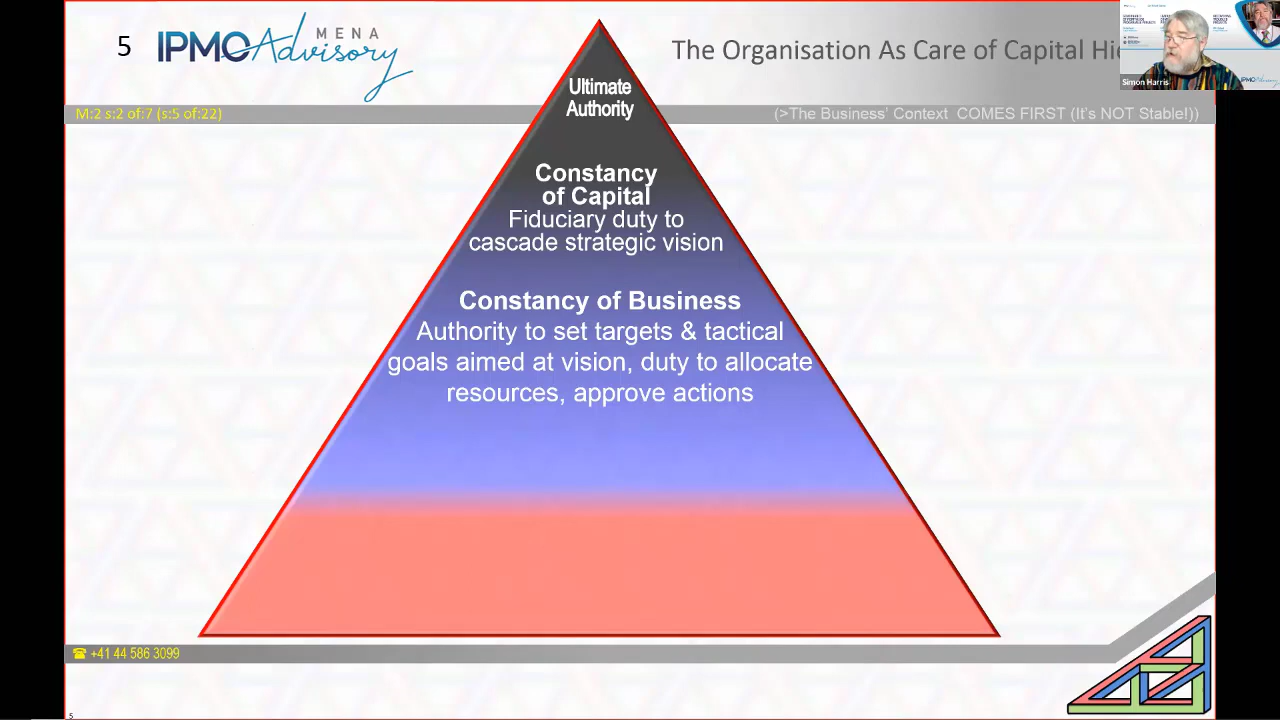 5
IPMO Advisory
MENA
The Organisation As Care of Capital Hie
Simon Harris
M:2 s:2 of:7 (s:5 of:22)
(>The Business' Context COMES FIRST (It's NOT Stable!))
Ultimate
Authority
Constancy
of Capital
Fiduciary duty to
cascade strategic vision
Constancy of Business
Authority to set targets & tactical
goals aimed at vision, duty to allocate
resources, approve actions
☎ +41 44 586 3099
5